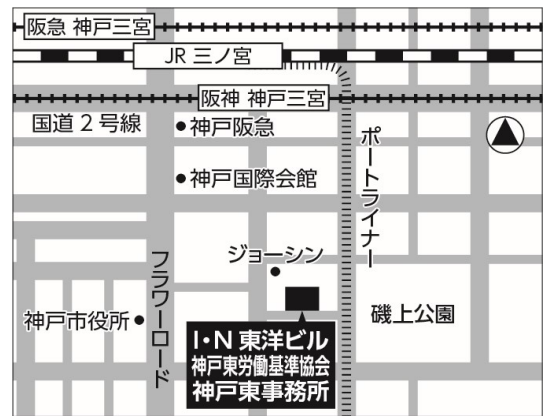 阪急 神戸三宮
JR 三ノ宮
阪神 神戸三宮
国道2号線
神戸阪急
神戸国際会館
ポートライナー
フラワーロード
ジョーシン
神戸市役所
磯上公園
I・N 東洋ビル
神戸東労働基準協会
神戸東事務所